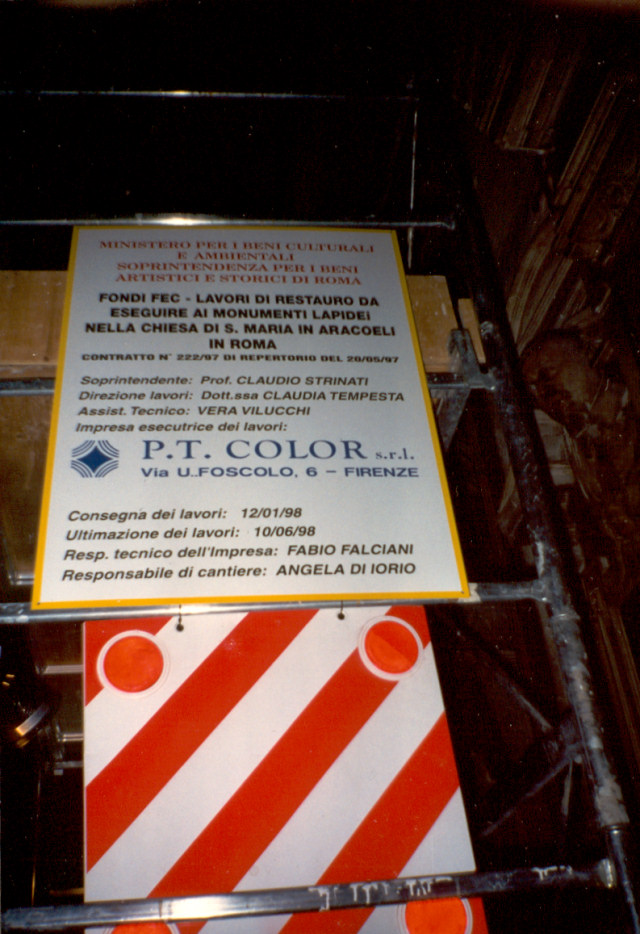 MINISTERO PER I BENI CULTURALI
E AMBIENTALI
SOPRINTENDENZA PER I BENI
ARTISTICI E STORICI DI ROMA
FONDI FEC - LAVORI DI RESTAURO DA
ESEGUIRE AI MONUMENTI LAPIDEI
NELLA CHIESA DI S. MARIA IN ARACOELI
IN ROMA
CONTRATTO N° 222/97 DI REPERTORIO DEL 20/05/97
Soprintendente: Prof. CLAUDIO STRINATI
Direzione lavori: Dott.ssa CLAUDIA TEMPESTA
Assist. Tecnico: VERA VILUCCHI
Impresa esecutrice dei lavori:
P.T. COLOR s.r.l.
Via U..FOSCOLO, 6 – FIRENZE
Consegna dei lavori: 12/01/98
Ultimazione dei lavori: 10/06/98
Resp. tecnico dell'Impresa: FABIO FALCIANI
Responsabile di cantiere: ANGELA DI IORIO